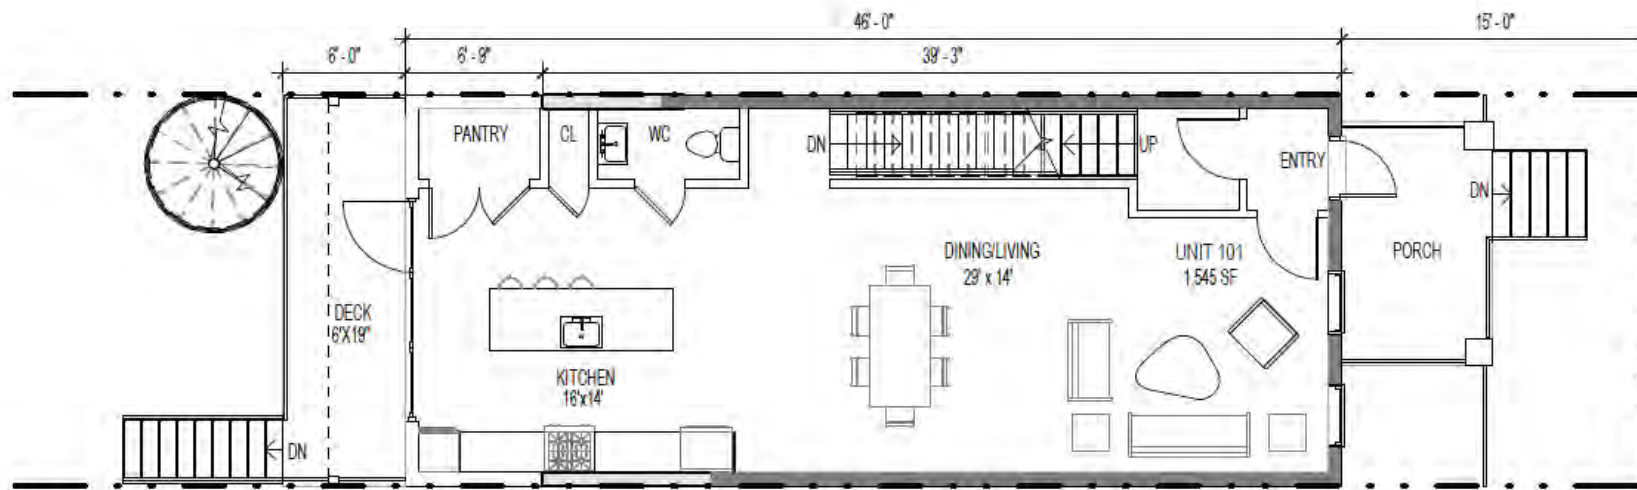 46'-0"
15'-0"
6'-0"
6'-9"
39'-3"
PANTRY
CL
WC
DN
UP
ENTRY
DN
DINING/LIVING
29' x 14'
UNIT 101
1,545 SF
PORCH
DECK
6'X19"
KITCHEN
16'x14'
DN